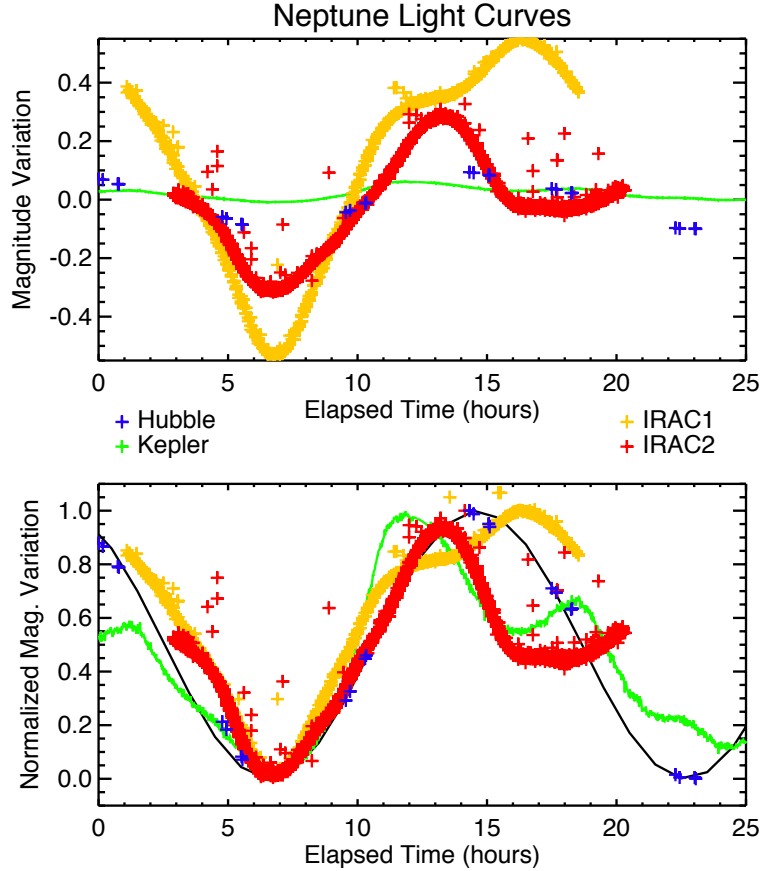 Neptune Light Curves
Magnitude Variation
0.4
0.2
0.0
-0.2
-0.4
0 5 10 15 20 25
Elapsed Time (hours)
+ Hubble + IRAC1
+ Kepler + IRAC2
Normalized Mag. Variation
1.0
0.8
0.6
0.4
0.2
0.0
0 5 10 15 20 25
Elapsed Time (hours)